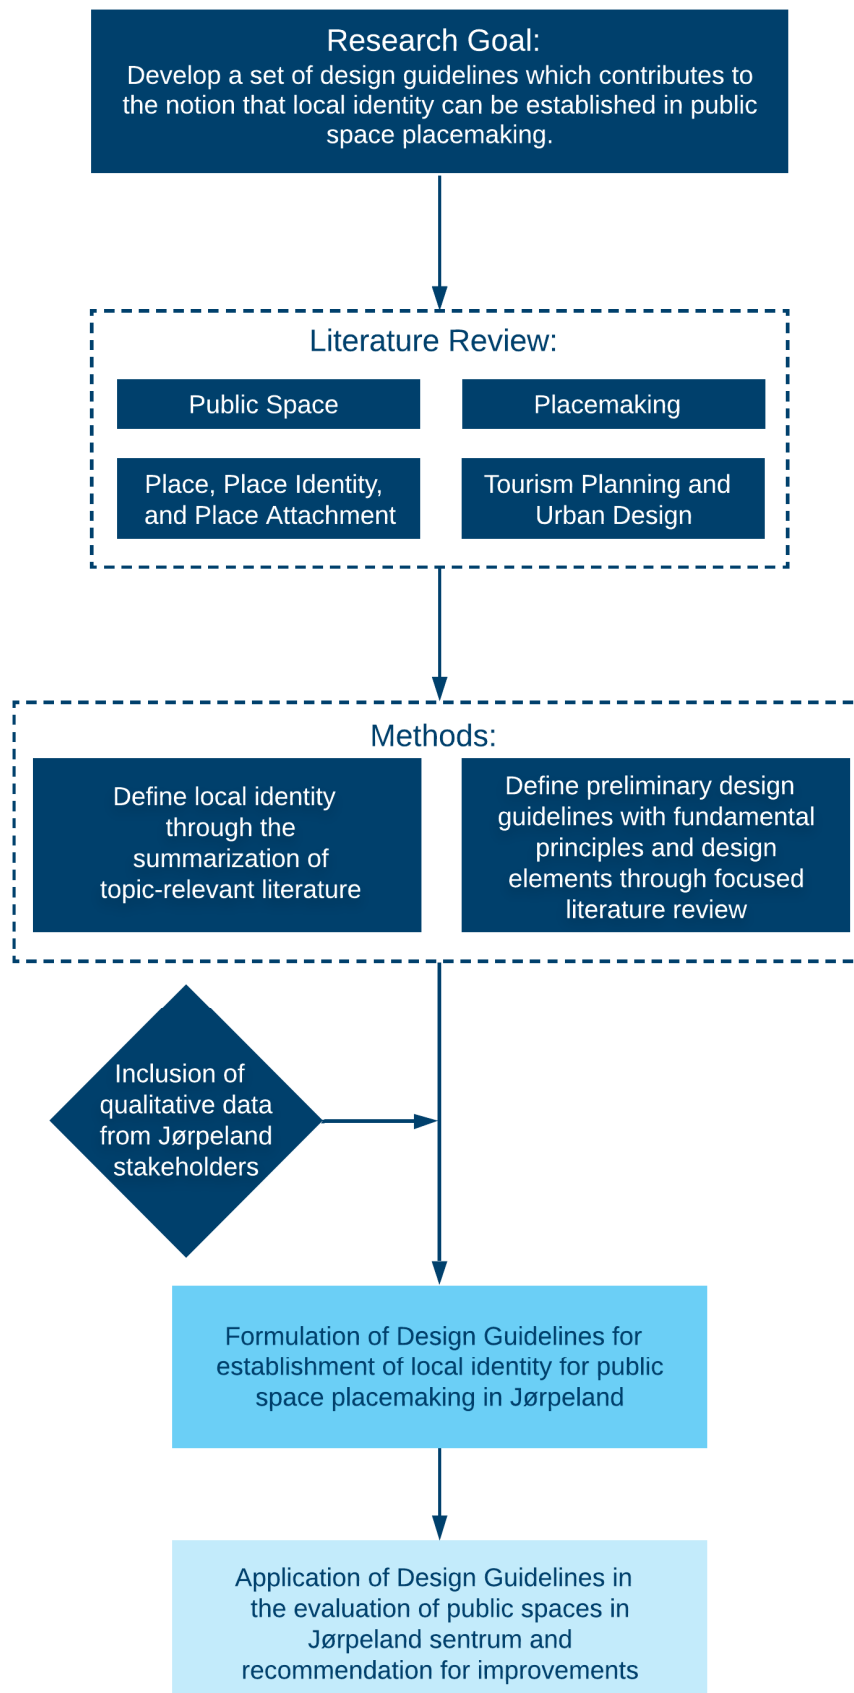 Research Goal:
Develop a set of design guidelines which contributes to
the notion that local identity can be established in public
space placemaking.
Literature Review:
Public Space
Placemaking
Place, Place Identity,
and Place Attachment
Tourism Planning and
Urban Design
Methods:
Define local identity
through the
summarization of
topic-relevant literature
Define preliminary design
guidelines with fundamental
principles and design
elements through focused
literature review
Inclusion of
qualitative data
from Jørpeland
stakeholders
Formulation of Design Guidelines for
establishment of local identity for public
space placemaking in Jørpeland
Application of Design Guidelines in
the evaluation of public spaces in
Jørpeland sentrum and
recommendation for improvements